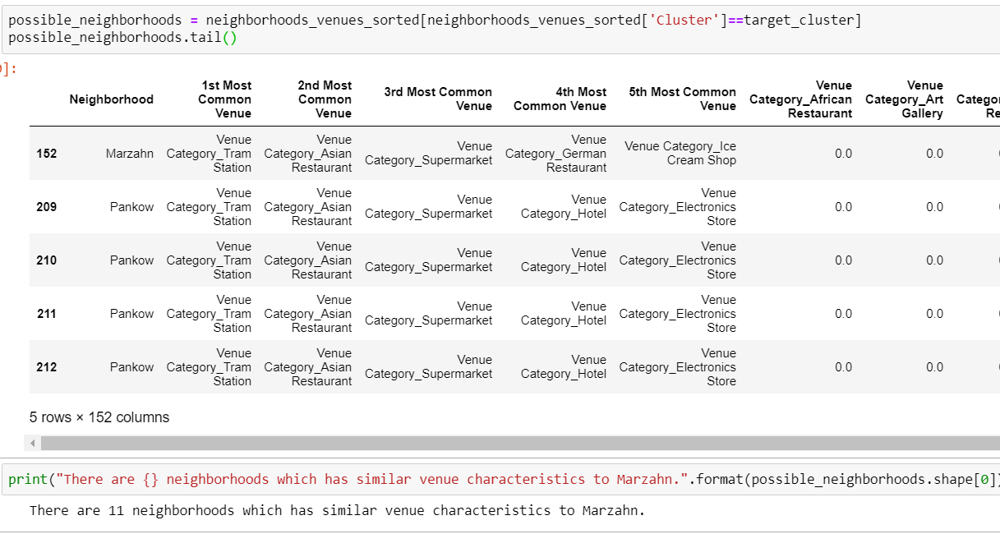 possible_neighborhoods = neighborhoods_venues_sorted[neighborhoods_venues_sorted['Cluster']==target_cluster]
possible_neighborhoods.tail()
]:
Neighborhood 1st Most Common Venue 2nd Most Common Venue 3rd Most Common Venue 4th Most Common Venue 5th Most Common Venue Venue Category_African Restaurant Venue Category_Art Gallery
152 Marzahn Venue Category_Tram Station Venue Category_Asian Restaurant Venue Category_Supermarket Venue Category_German Restaurant Venue Category_Ice Cream Shop 0.0 0.0
209 Pankow Venue Category_Tram Station Venue Category_Asian Restaurant Venue Category_Supermarket Venue Category_Hotel Venue Category_Electronics Store 0.0 0.0
210 Pankow Venue Category_Tram Station Venue Category_Asian Restaurant Venue Category_Supermarket Venue Category_Hotel Venue Category_Electronics Store 0.0 0.0
211 Pankow Venue Category_Tram Station Venue Category_Asian Restaurant Venue Category_Supermarket Venue Category_Hotel Venue Category_Electronics Store 0.0 0.0
212 Pankow Venue Category_Tram Station Venue Category_Asian Restaurant Venue Category_Supermarket Venue Category_Hotel Venue Category_Electronics Store 0.0 0.0
5 rows × 152 columns
print("There are {} neighborhoods which has similar venue characteristics to Marzahn.".format(possible_neighborhoods.shape[0])
There are 11 neighborhoods which has similar venue characteristics to Marzahn.